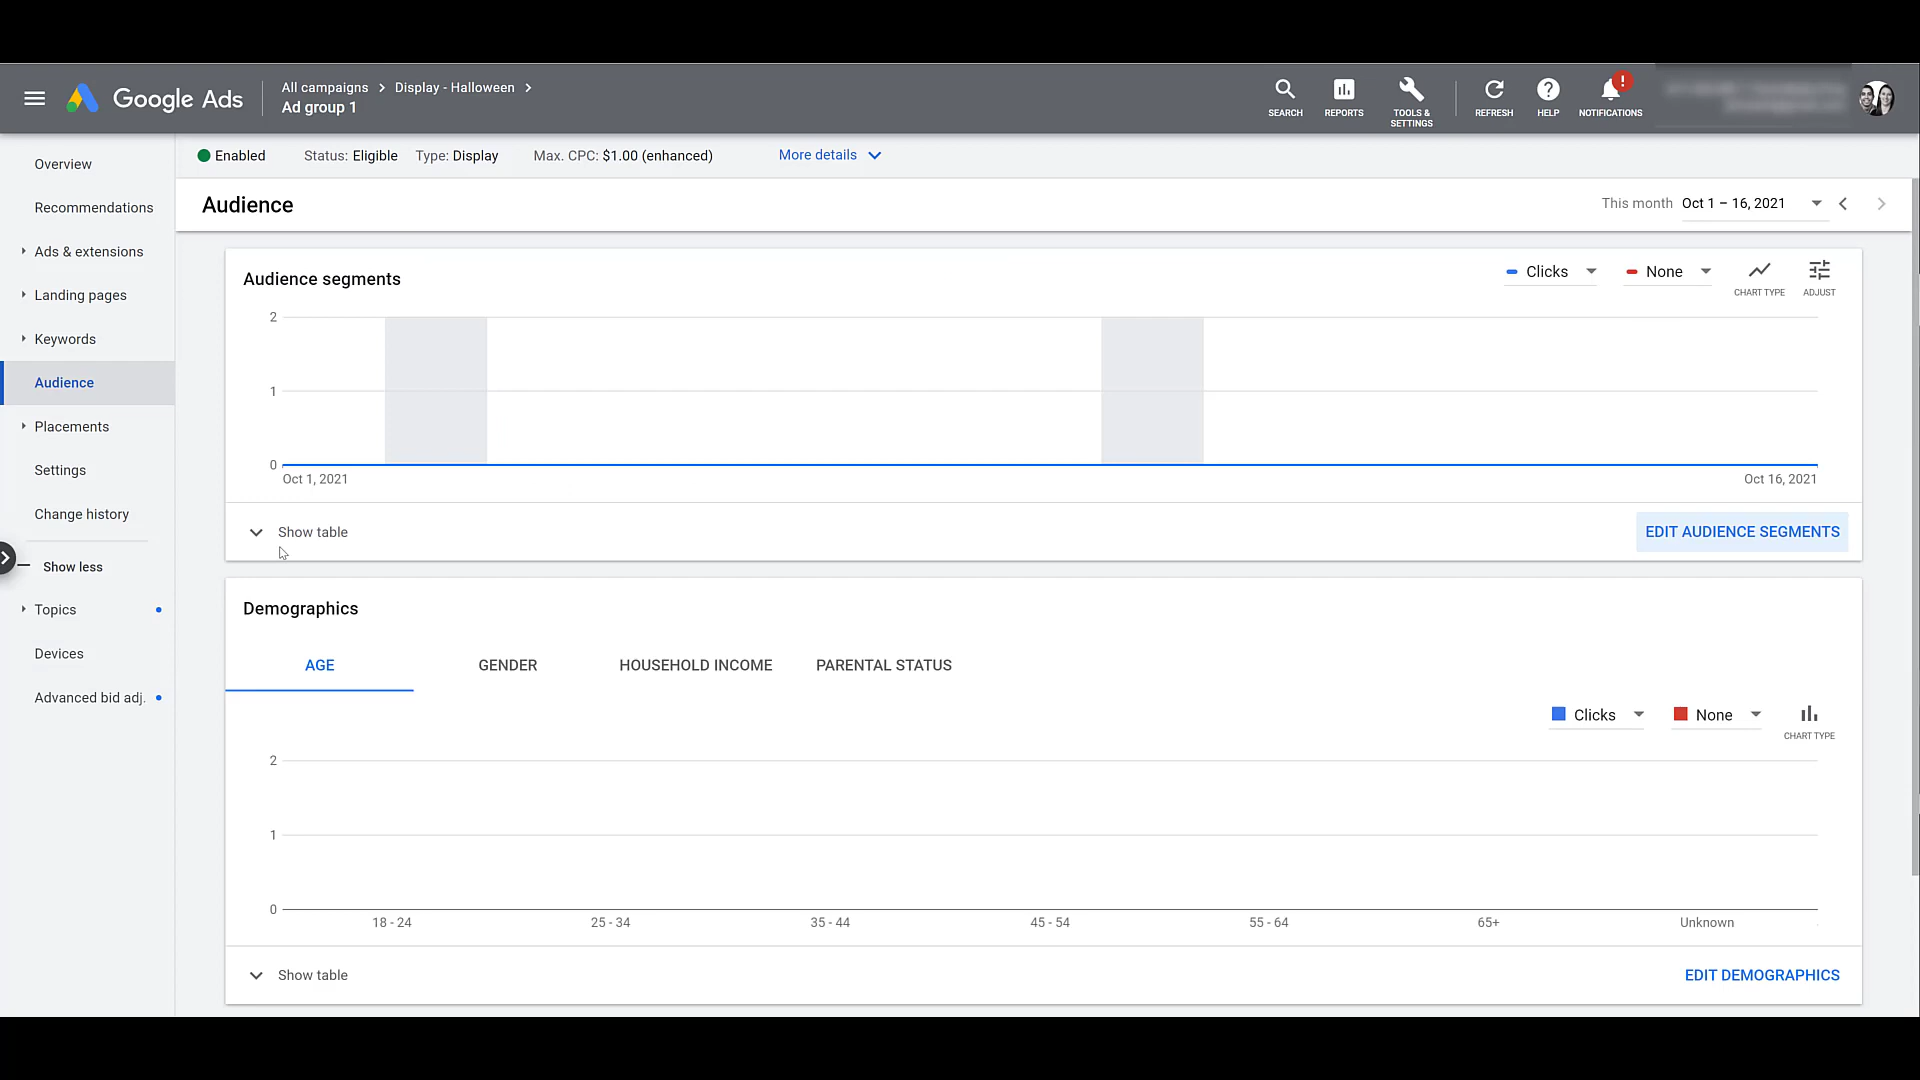 Google Ads
All campaigns > Display - Halloween >
Ad group 1
SEARCH
REPORTS
TOOLS &
SETTINGS
REFRESH
HELP
!
NOTIFICATIONS
Enabled
Status: Eligible
Type: Display
Max. CPC: $1.00 (enhanced)
More details
Overview
Recommendations
Ads & extensions
Landing pages
Keywords
Audience
Placements
Settings
Change history
Show less
Topics
Devices
Advanced bid adj.
Audience
This month Oct 1 – 16, 2021
Audience segments
Clicks
None
CHART TYPE
ADJUST
2
1
0
Oct 1, 2021
Oct 16, 2021
Show table
EDIT AUDIENCE SEGMENTS
Demographics
AGE
GENDER
HOUSEHOLD INCOME
PARENTAL STATUS
Clicks
None
CHART TYPE
2
1
0
18 - 24
25 - 34
35 - 44
45 - 54
55 - 64
65+
Unknown
Show table
EDIT DEMOGRAPHICS